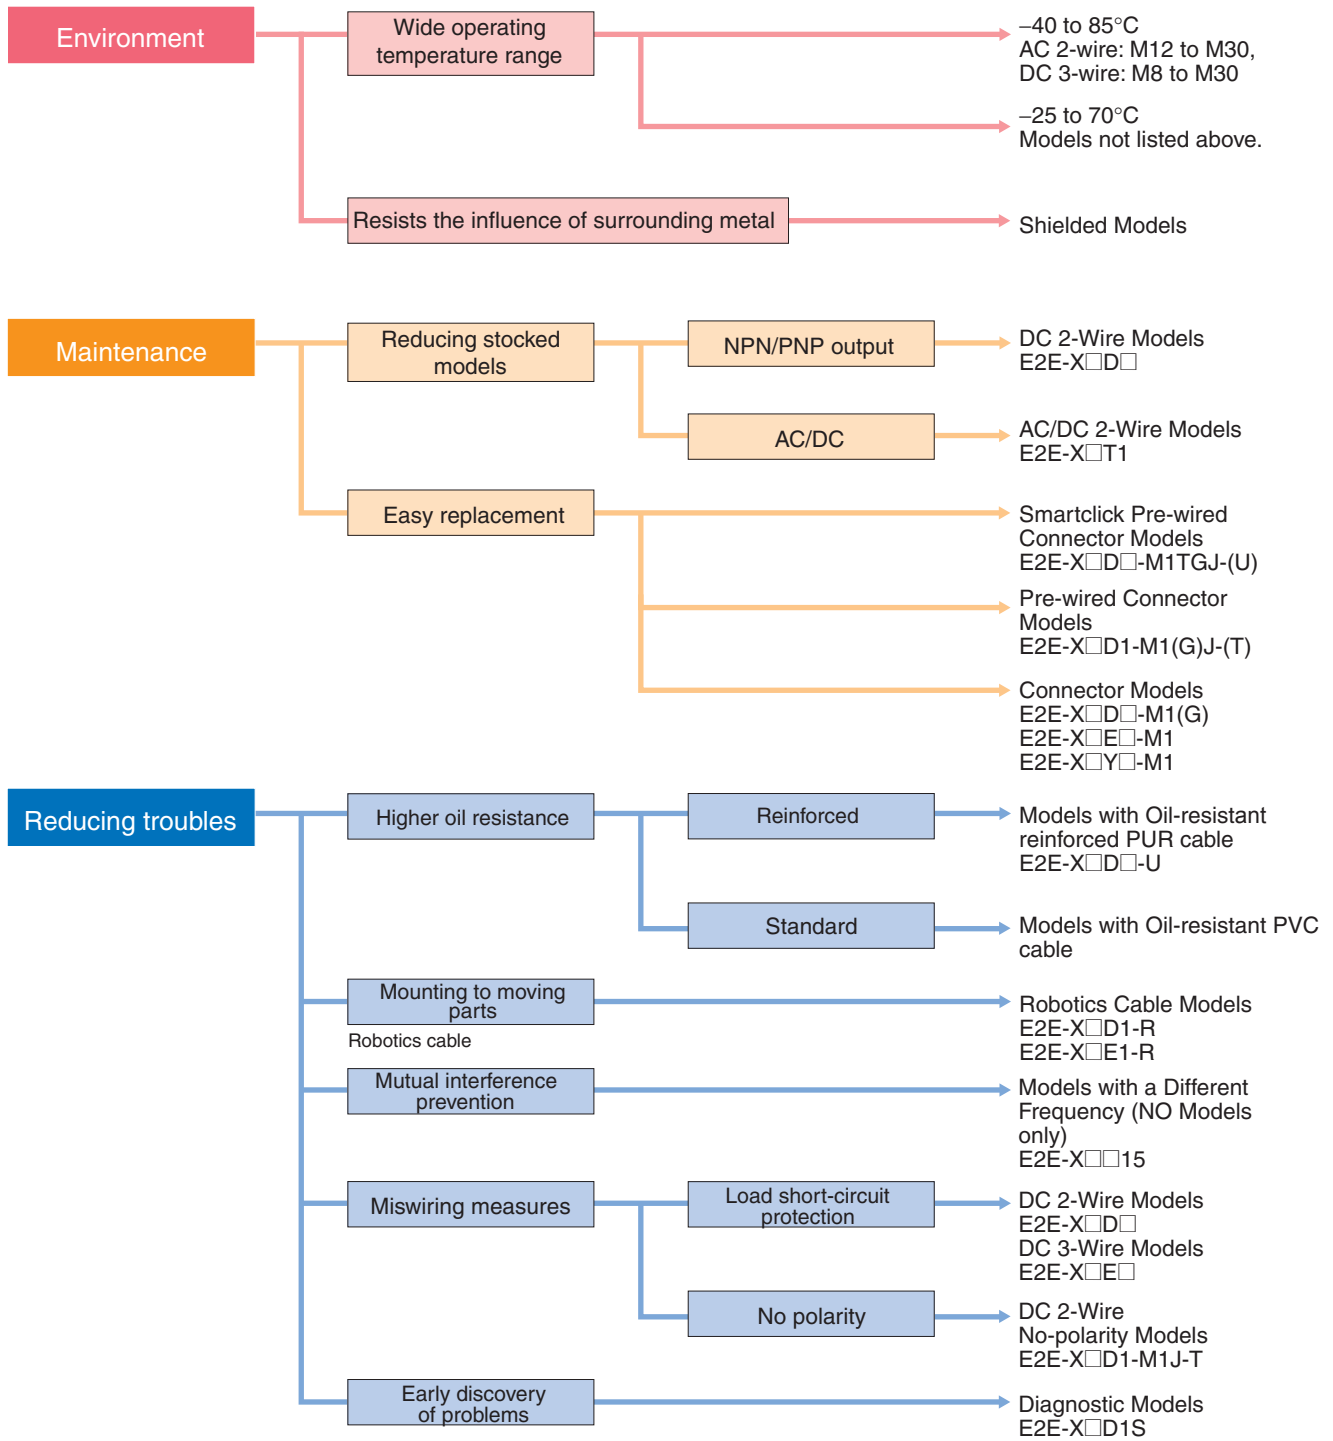 Environment
Wide operating
temperature range
–40 to 85°C
AC 2-wire: M12 to M30,
DC 3-wire: M8 to M30
–25 to 70°C
Models not listed above.
Resists the influence of surrounding metal
Shielded Models
Maintenance
Reducing stocked
models
NPN/PNP output
DC 2-Wire Models
E2E-X□D□
AC/DC
AC/DC 2-Wire Models
E2E-X□T1
Easy replacement
Smartclick Pre-wired
Connector Models
E2E-X□D□-M1TGJ-(U)
Pre-wired Connector
Models
E2E-X□D1-M1(G)J-(T)
Connector Models
E2E-X□D□-M1(G)
E2E-X□E□-M1
E2E-X□Y□-M1
Reducing troubles
Higher oil resistance
Reinforced
Models with Oil-resistant
reinforced PUR cable
E2E-X□D□-U
Standard
Models with Oil-resistant PVC
cable
Mounting to moving
parts
Robotics cable
Robotics Cable Models
E2E-X□D1-R
E2E-X□E1-R
Mutual interference
prevention
Models with a Different
Frequency (NO Models
only)
E2E-X□□15
Miswiring measures
Load short-circuit
protection
DC 2-Wire Models
E2E-X□D□
DC 3-Wire Models
E2E-X□E□
No polarity
DC 2-Wire
No-polarity Models
E2E-X□D1-M1J-T
Early discovery
of problems
Diagnostic Models
E2E-X□D1S